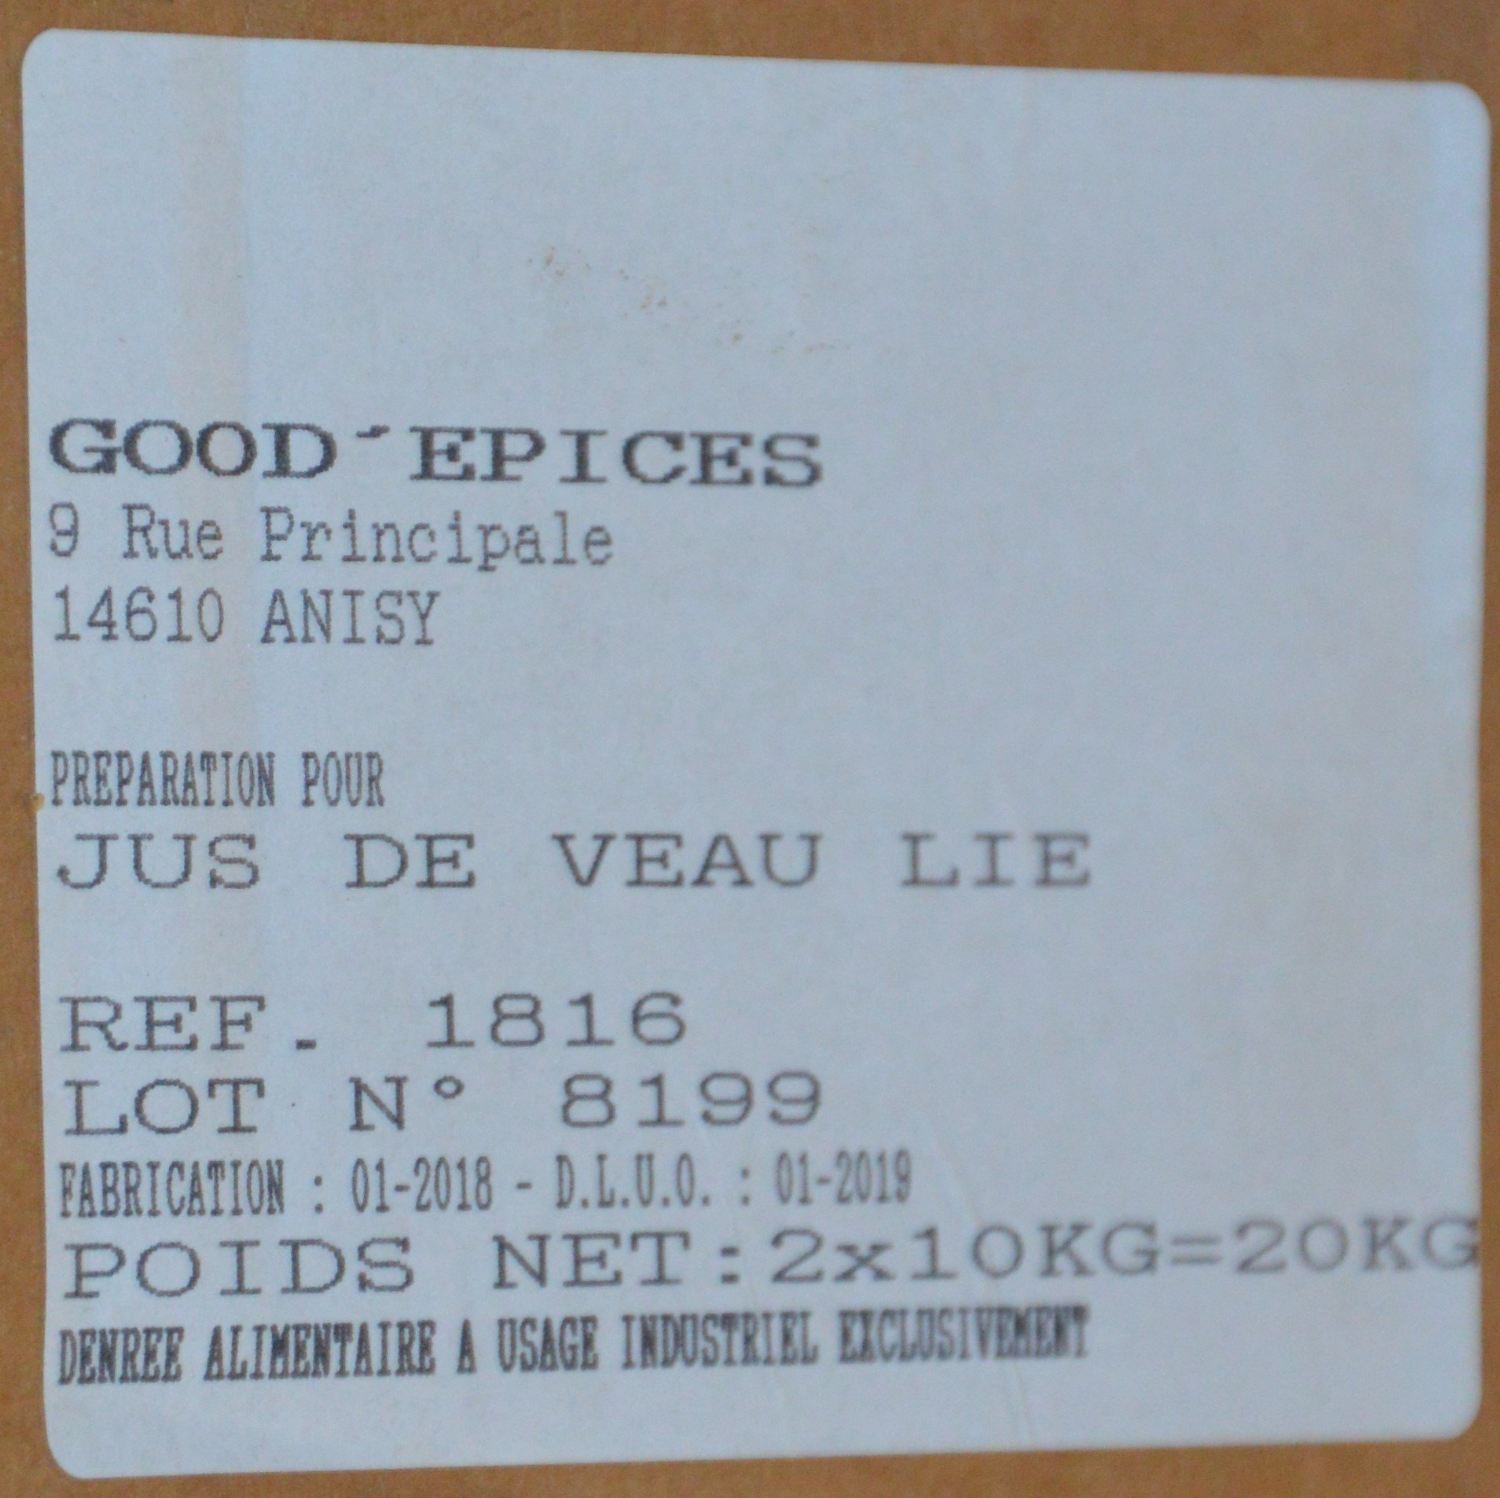 GOOD´EPICES
9 Rue Principale
14610 ANISY
PREPARATION POUR
JUS DE VEAU LIE
REF. 1816
LOT N° 8199
FABRICATION : 01-2018 - D.L.U.O. : 01-2019
POIDS NET:2x10KG=20KG
DENREE ALIMENTAIRE A USAGE INDUSTRIEL EXCLUSIVEMENT